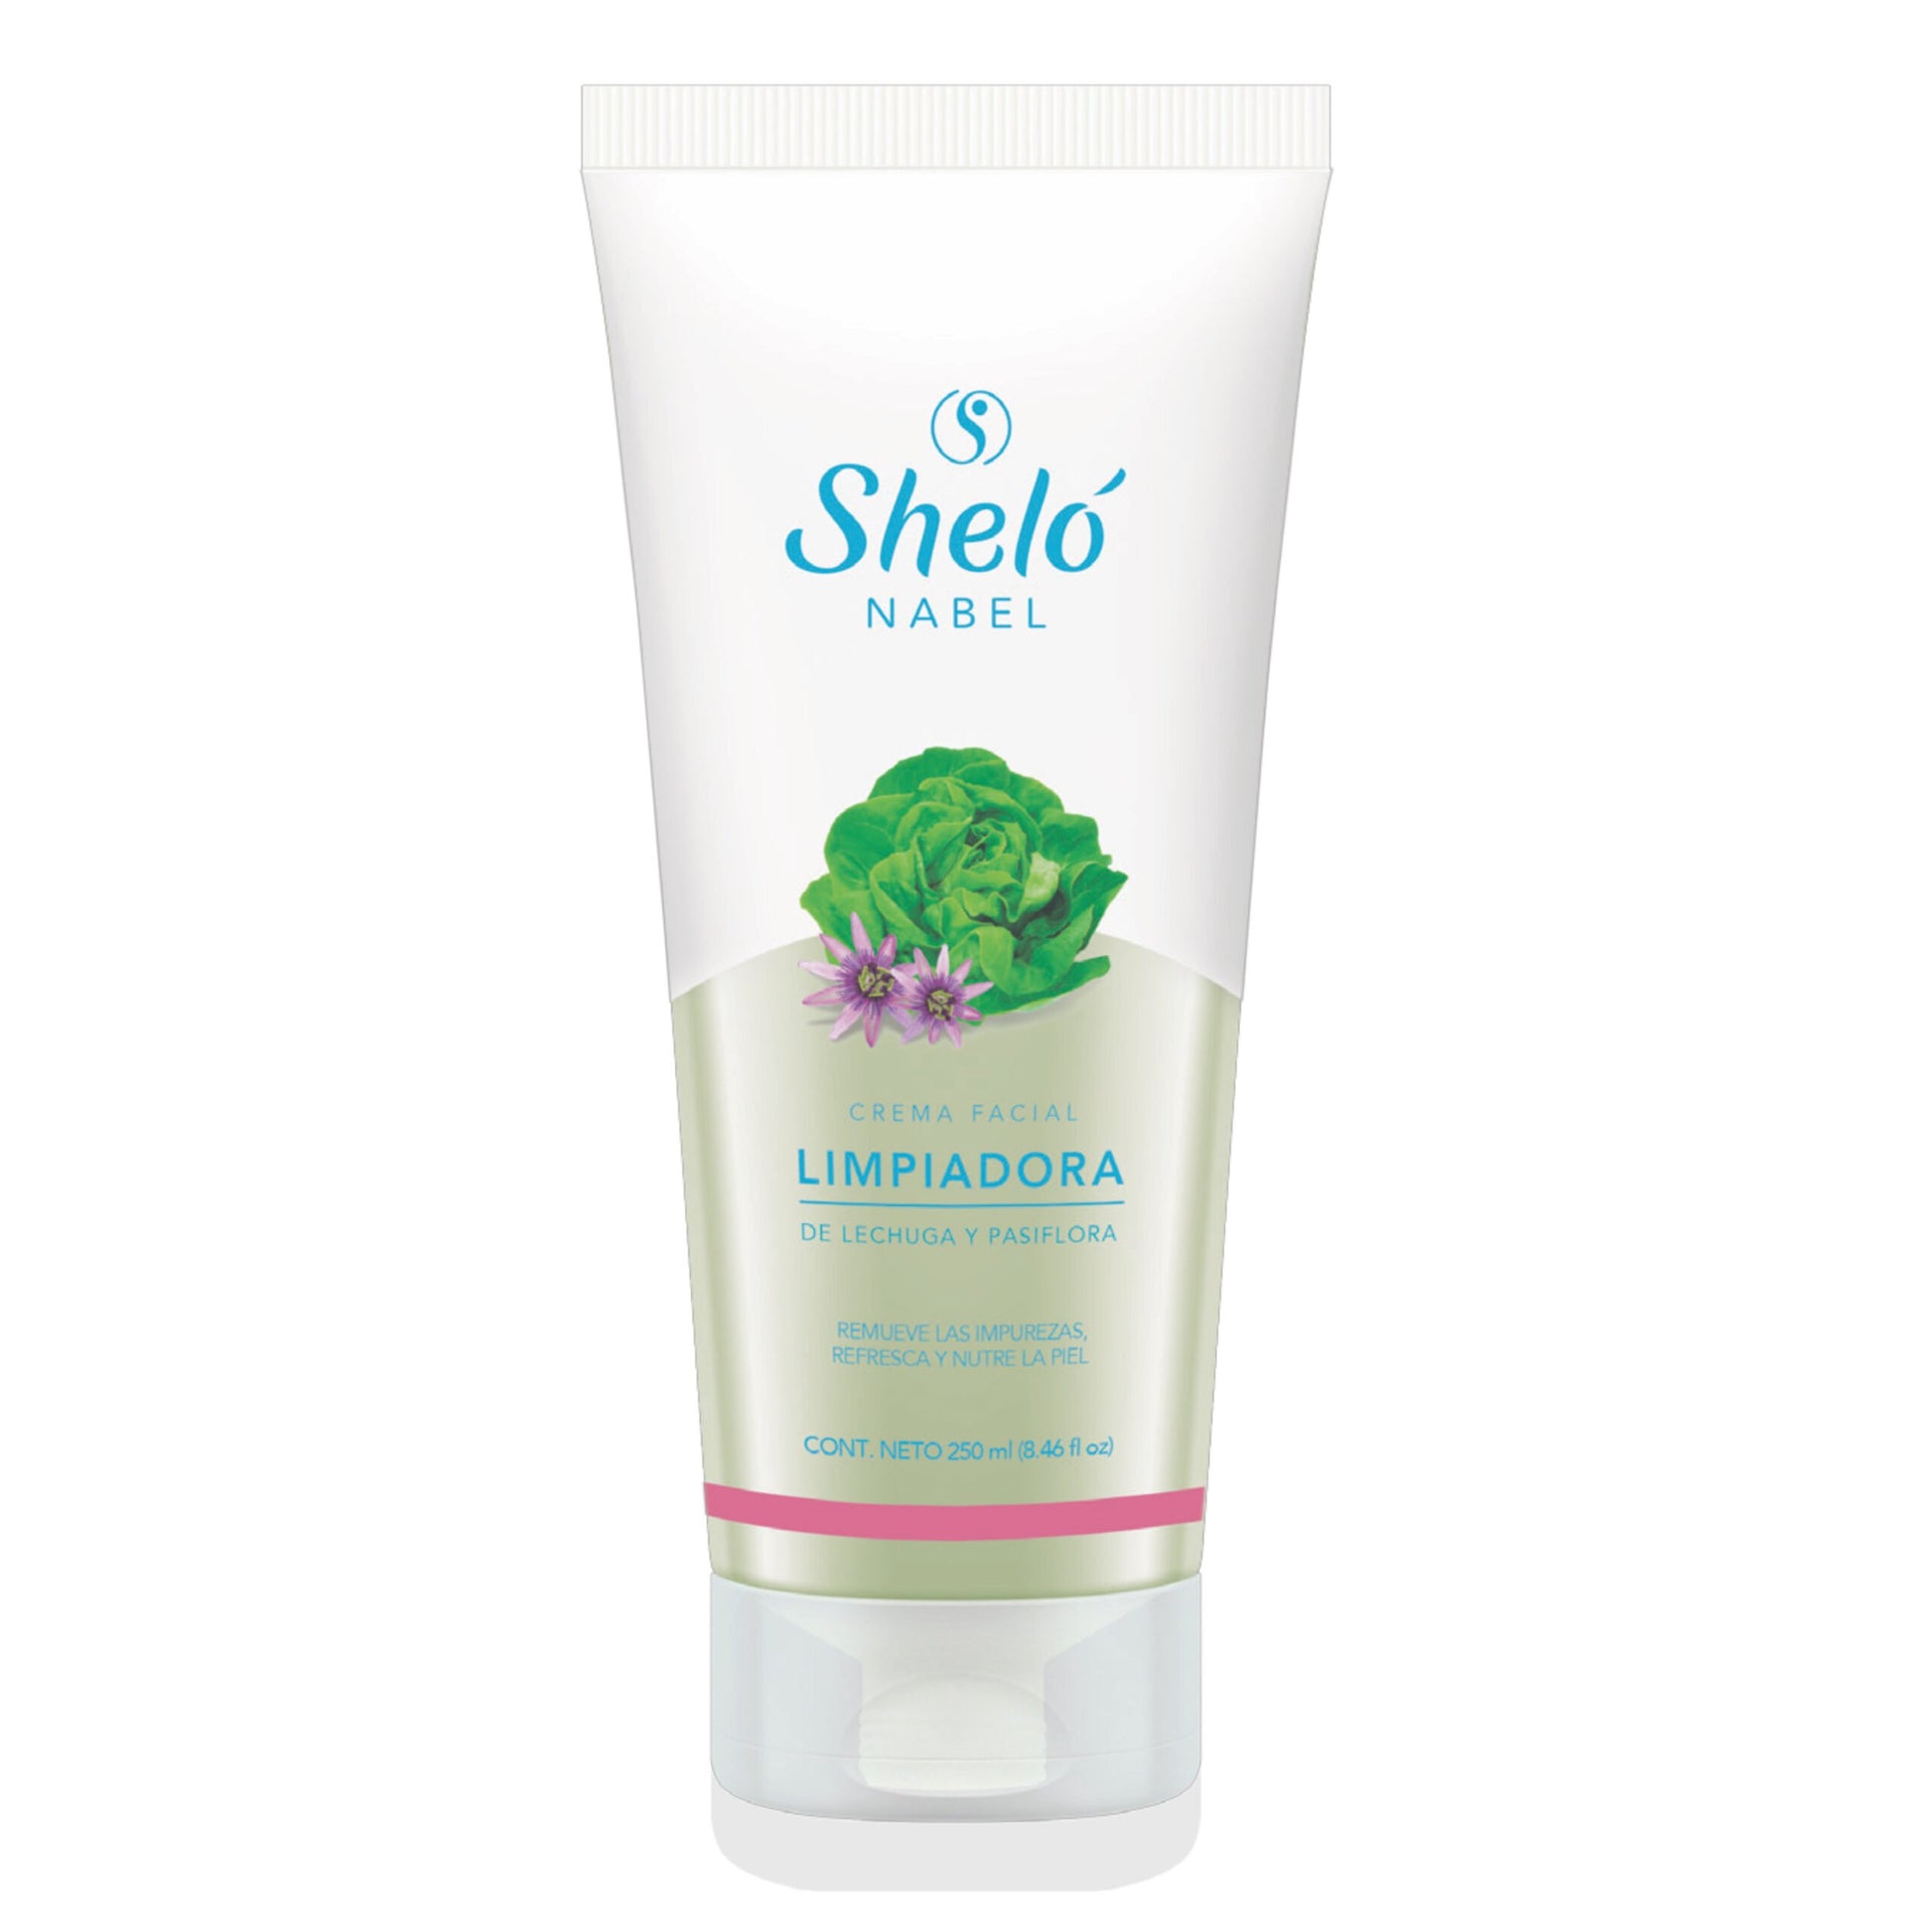 Sheló
NABEL
CREMA FACIAL
LIMPIADORA
DE LECHUGA Y PASIFLORA
REMUEVE LAS IMPUREZAS,
REFRESCA Y NUTRE LA PIEL
CONT. NETO 250 ml (8.46 fl oz)